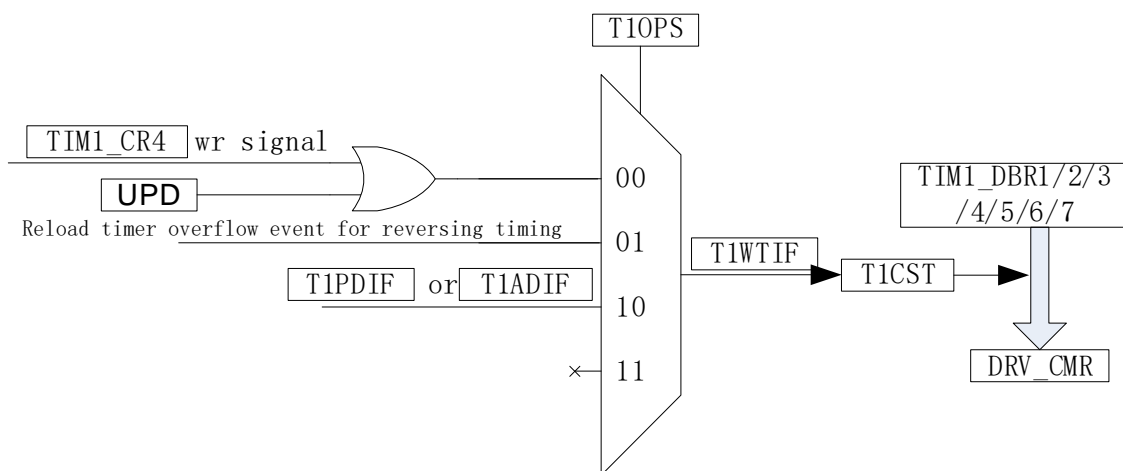 T1OPS
TIM1_CR4 wr signal
UPD
Reload timer overflow event for reversing timing
T1PDIF or T1ADIF
00
01
10
11
T1WTIF
T1CST
TIM1_DBR1/2/3
/4/5/6/7
DRV_CMR